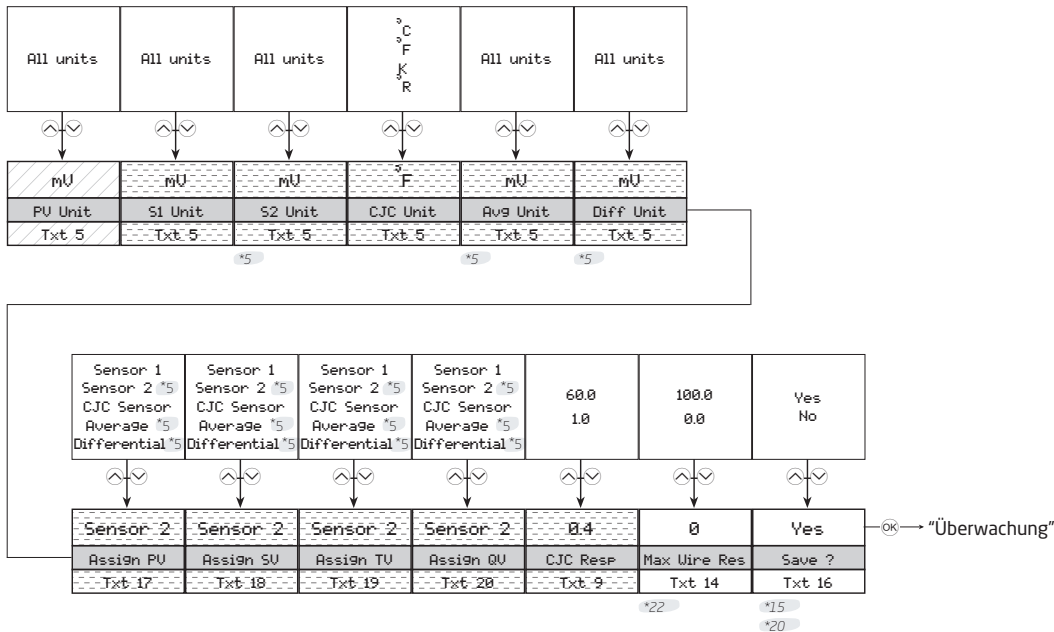 All units All units All units °C All units All units
°F
K
°R
mV mV mV °F mV mV
PV Unit S1 Unit S2 Unit CJC Unit Avg Unit Diff Unit
Txt 5 Txt 5 Txt 5 Txt 5 Txt 5 Txt 5
*5 *5 *5
Sensor 1 Sensor 1 Sensor 1 Sensor 1
Sensor 2 *5 Sensor 2 *5 Sensor 2 *5 Sensor 2 *5 60.0 100.0 Yes
CJC Sensor CJC Sensor CJC Sensor CJC Sensor 1.0 0.0 No
Average *5 Average *5 Average *5 Average *5
Differential *5 Differential *5 Differential *5 Differential *5
Sensor 2 Sensor 2 Sensor 2 Sensor 2 0.4 0 Yes OK "Überwachung"
Assign PV Assign SV Assign TV Assign QV CJC Resp Max Wire Res Save ?
Txt 17 Txt 18 Txt 19 Txt 20 Txt 9 Txt 14 Txt 16
*22 *15
*20